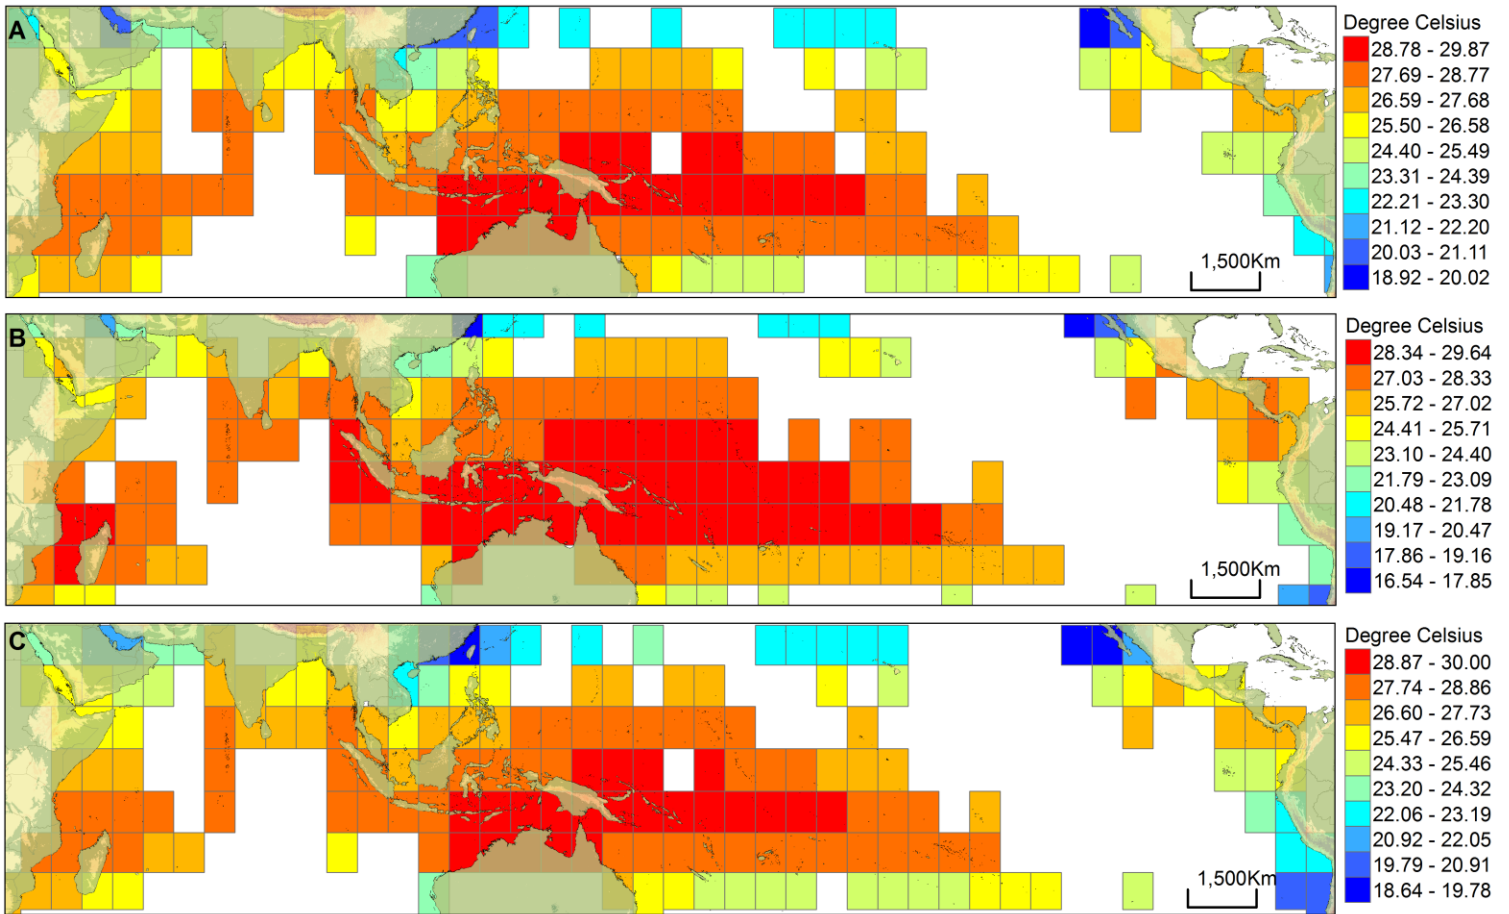 A
Degree Celsius
28.78 - 29.87
27.69 - 28.77
26.59 - 27.68
25.50 - 26.58
24.40 - 25.49
23.31 - 24.39
22.21 - 23.30
21.12 - 22.20
20.03 - 21.11
18.92 - 20.02
1,500Km
B
Degree Celsius
28.34 - 29.64
27.03 - 28.33
25.72 - 27.02
24.41 - 25.71
23.10 - 24.40
21.79 - 23.09
20.48 - 21.78
19.17 - 20.47
17.86 - 19.16
16.54 - 17.85
1,500Km
C
Degree Celsius
28.87 - 30.00
27.74 - 28.86
26.60 - 27.73
25.47 - 26.59
24.33 - 25.46
23.20 - 24.32
22.06 - 23.19
20.92 - 22.05
19.79 - 20.91
18.64 - 19.78
1,500Km